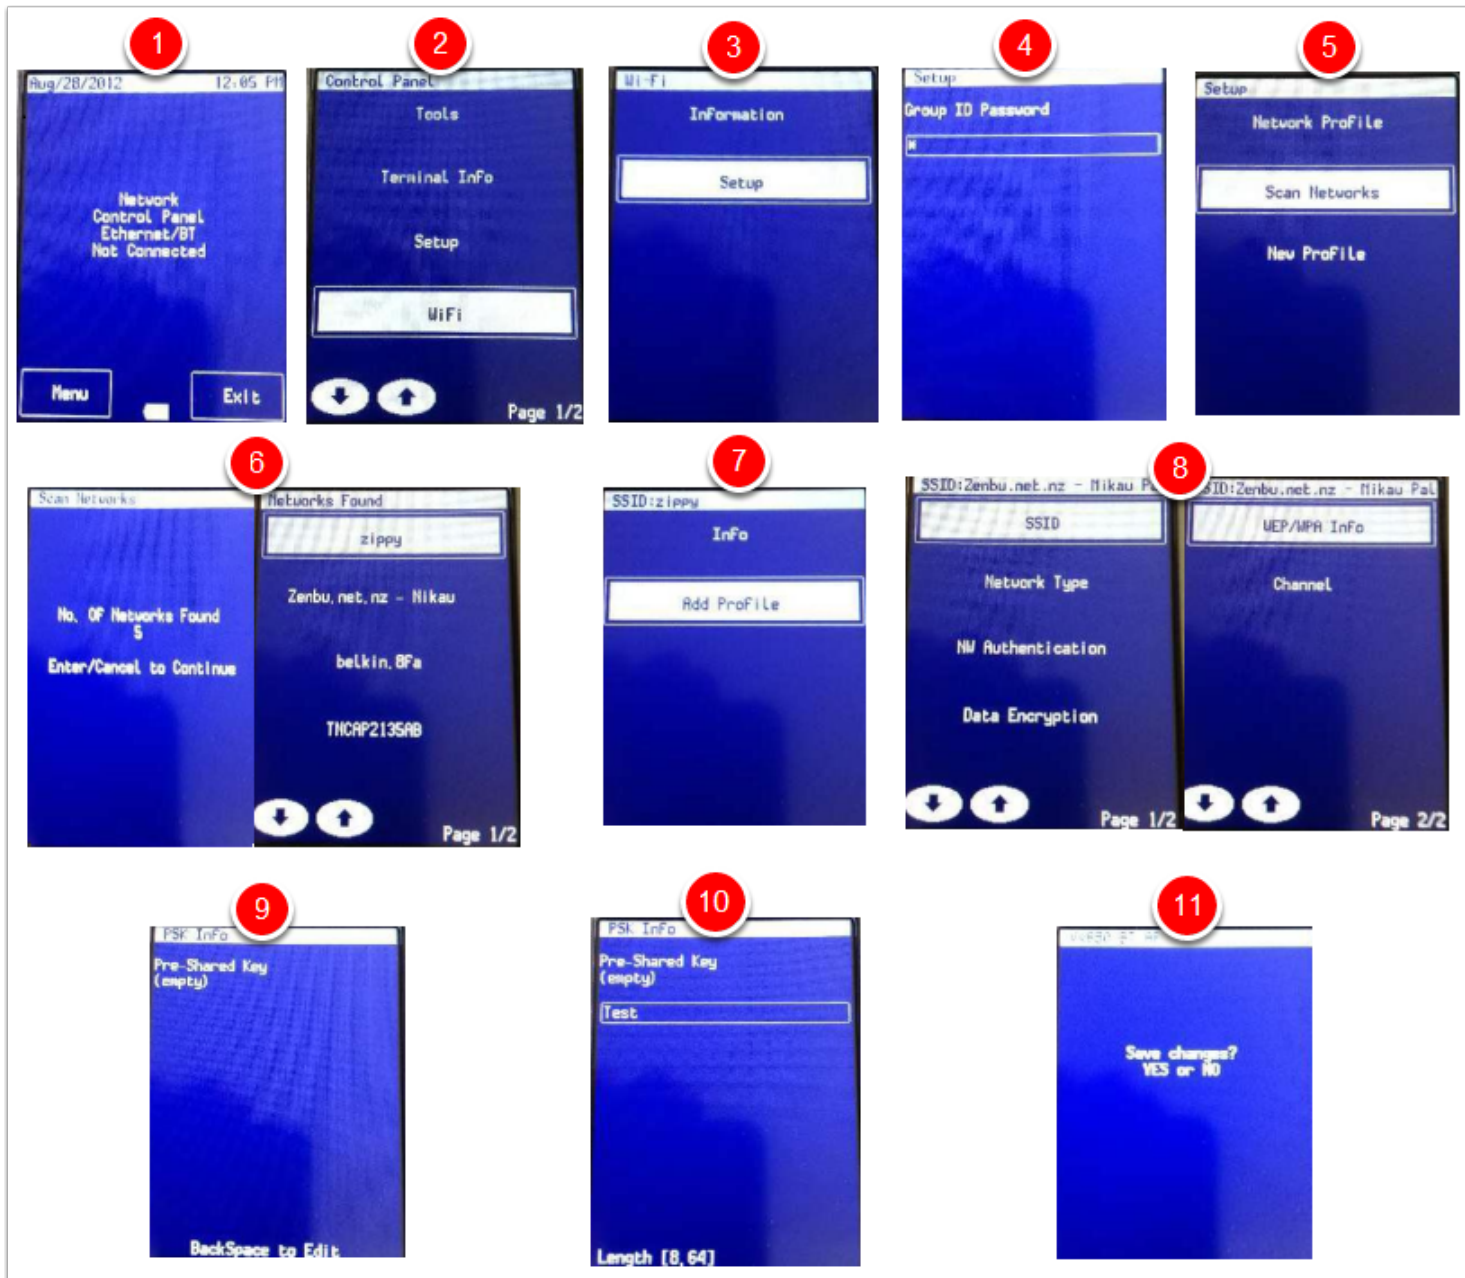 1
Aug/28/2012 12:05 PM
Network
Control Panel
Ethernet/BT
Not Connected
Menu
Exit
2
Control Panel
Tools
Terminal Info
Setup
WiFi
Page 1/2
3
Wi-Fi
Information
Setup
4
Setup
Group ID Password
*
5
Setup
Network Profile
Scan Networks
New Profile
6
Scan Networks
No. Of Networks Found
5
Enter/Cancel to Continue
Networks Found
zippy
Zenbu.net.nz - Nikau
belkin.8fa
TNCAP2135AB
Page 1/2
7
SSID:zippy
Info
Add Profile
8
SSID:Zenbu.net.nz - Nikau Pal
SSID
Network Type
NW Authentication
Data Encryption
Page 1/2
SSID:Zenbu.net.nz - Nikau Pal
WEP/WPA Info
Channel
Page 2/2
9
PSK Info
Pre-Shared Key
(empty)
BackSpace to Edit
10
PSK Info
Pre-Shared Key
(empty)
Test
Length [8,64]
11
Save changes?
YES or NO